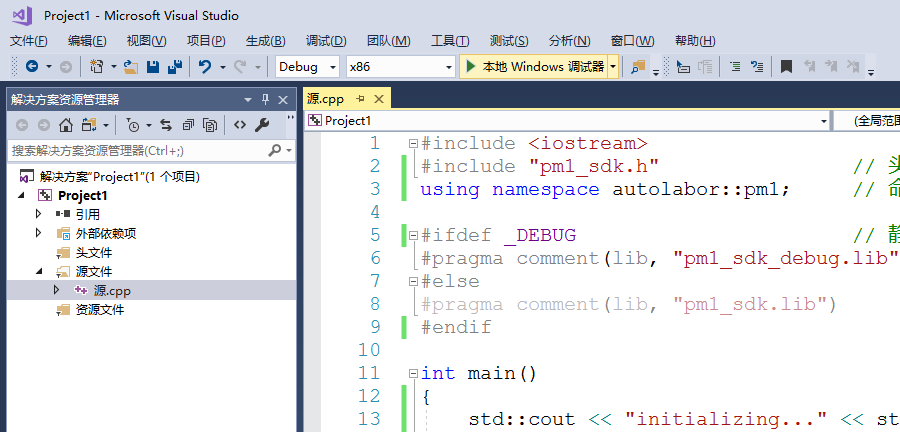 Project1 - Microsoft Visual Studio
文件(F) 编辑(E) 视图(V) 项目(P) 生成(B) 调试(D) 团队(M) 工具(T) 测试(S) 分析(N) 窗口(W) 帮助(H)
Debug x86 本地 Windows 调试器
解决方案资源管理器
搜索解决方案资源管理器(Ctrl+;)
解决方案"Project1"(1 个项目)
Project1
引用
外部依赖项
头文件
源文件
源.cpp
资源文件
源.cpp
Project1 (全局范围
1 #include <iostream>
2 #include "pm1_sdk.h" // 头
3 using namespace autolabor::pm1; // 命
4
5 #ifdef _DEBUG // 静
6 #pragma comment(lib, "pm1_sdk_debug.lib"
7 #else
8 #pragma comment(lib, "pm1_sdk.lib")
9 #endif
10
11 int main()
12 {
13 std::cout << "initializing..." << st